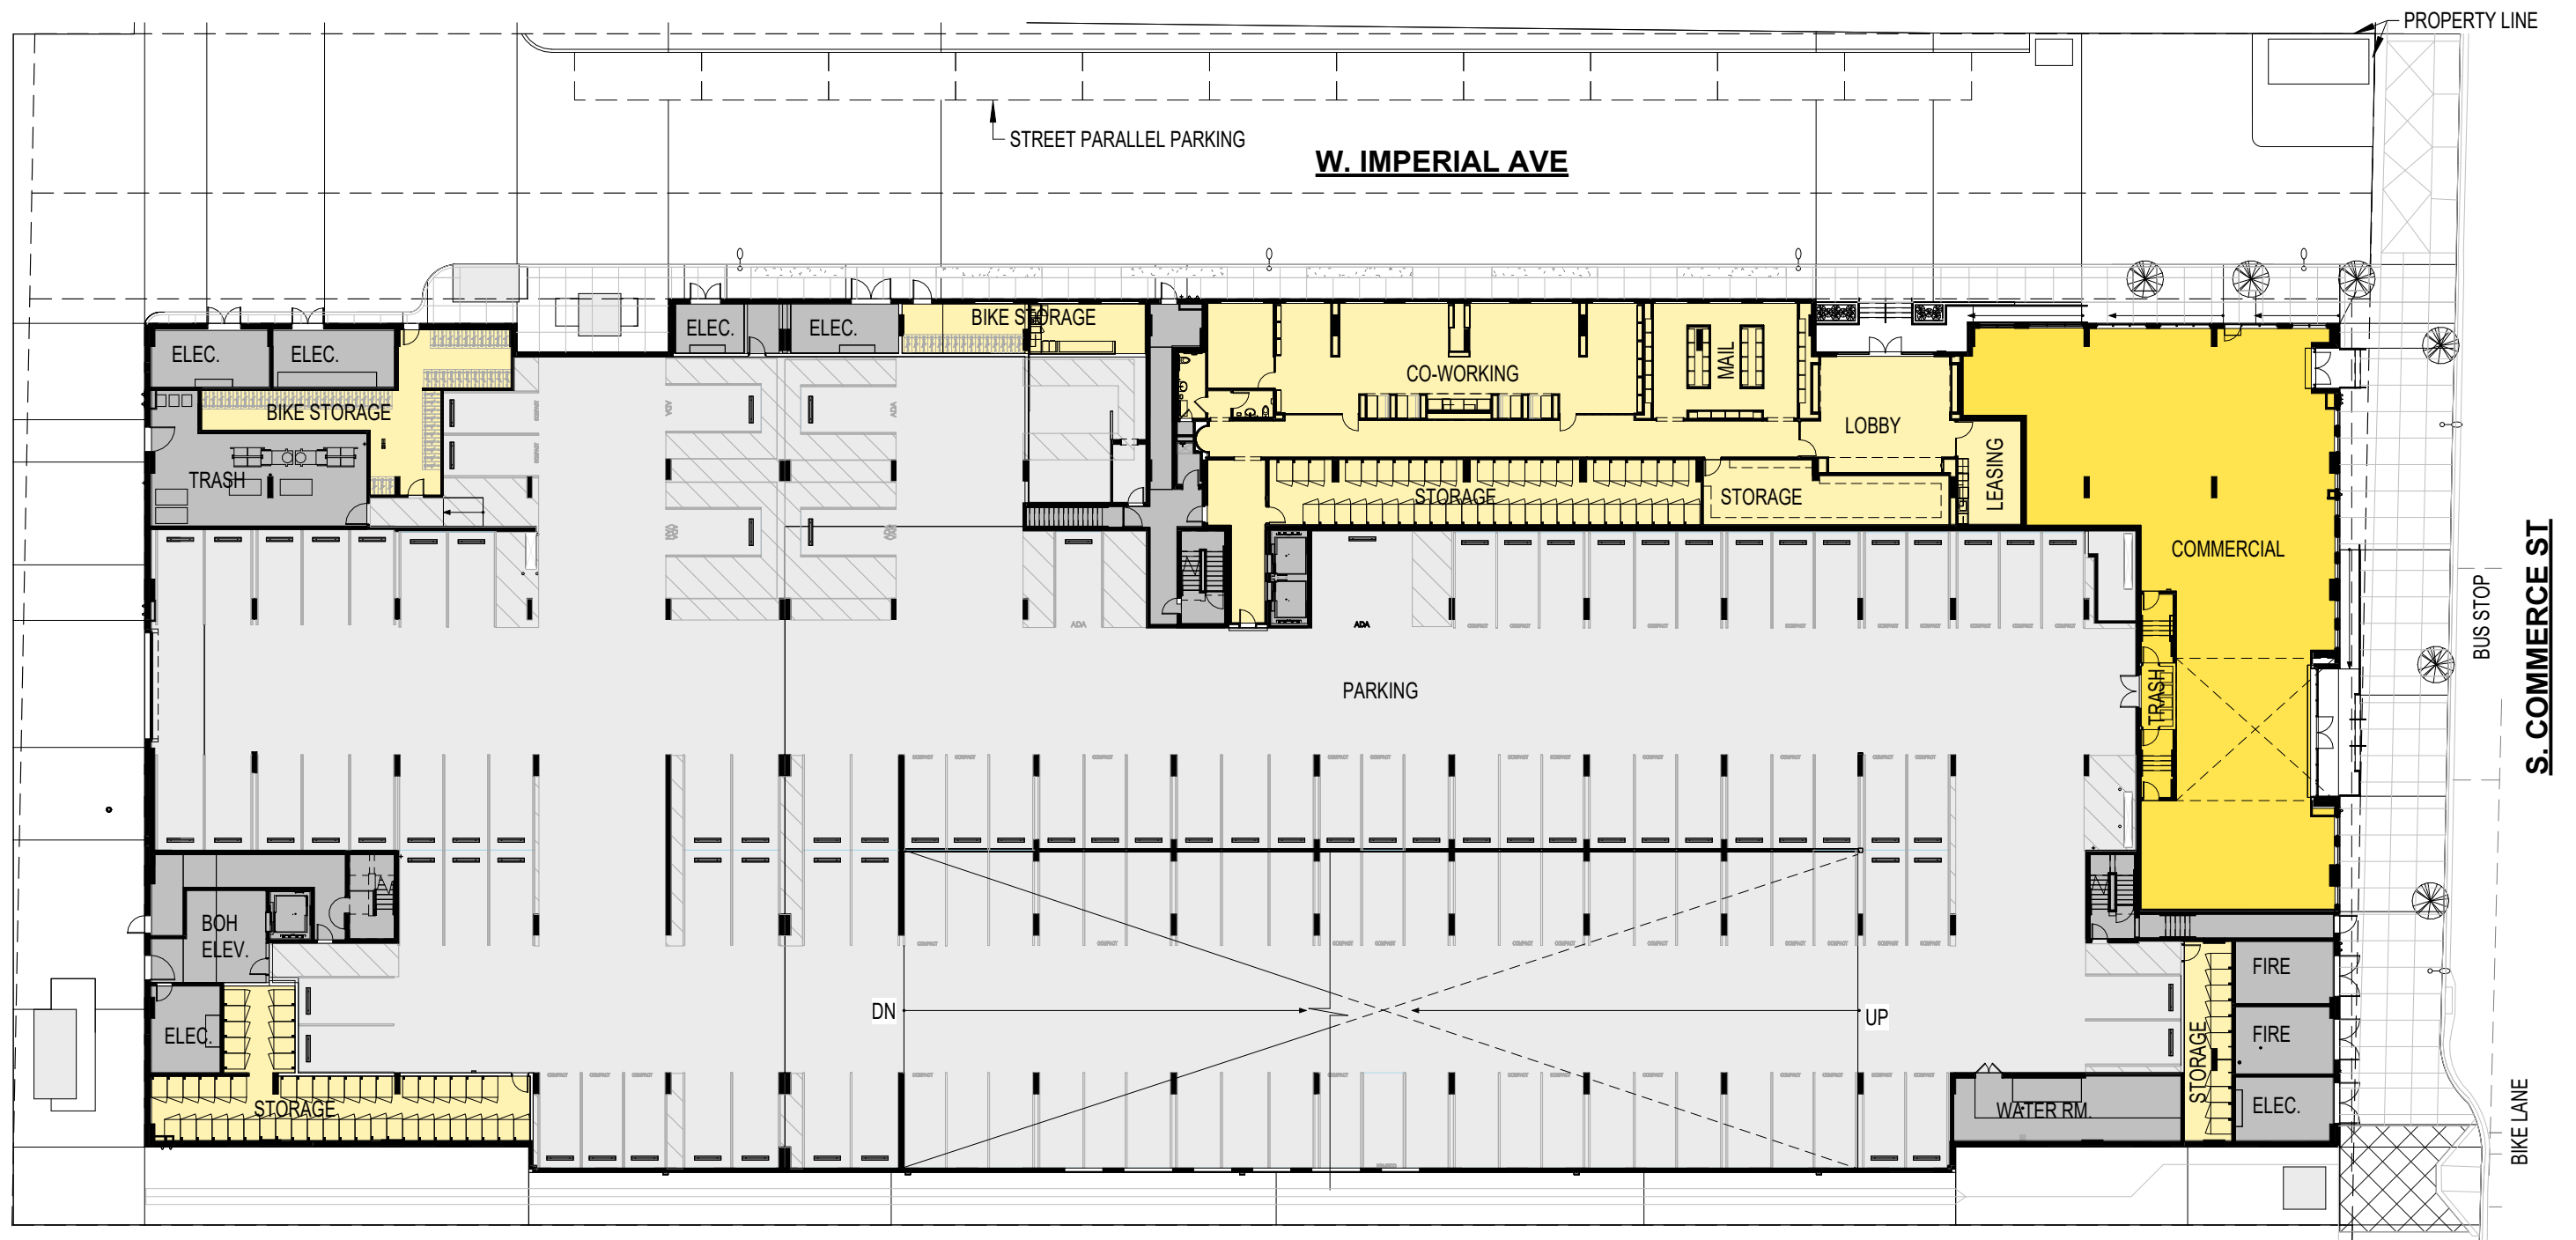 PROPERTY LINE
STREET PARALLEL PARKING
W. IMPERIAL AVE
ELEC.
ELEC.
BIKE STORAGE
ELEC.
ELEC.
CO-WORKING
MAIL
BIKE STORAGE
LOBBY
LEASING
TRASH
STORAGE
STORAGE
COMMERCIAL
BUS STOP
S. COMMERCE ST
ADA
ADA
PARKING
TRASH
BOH
ELEV.
DN
UP
ELEC.
STORAGE
FIRE
FIRE
ELEC.
STORAGE
WATER RM.
BIKE LANE